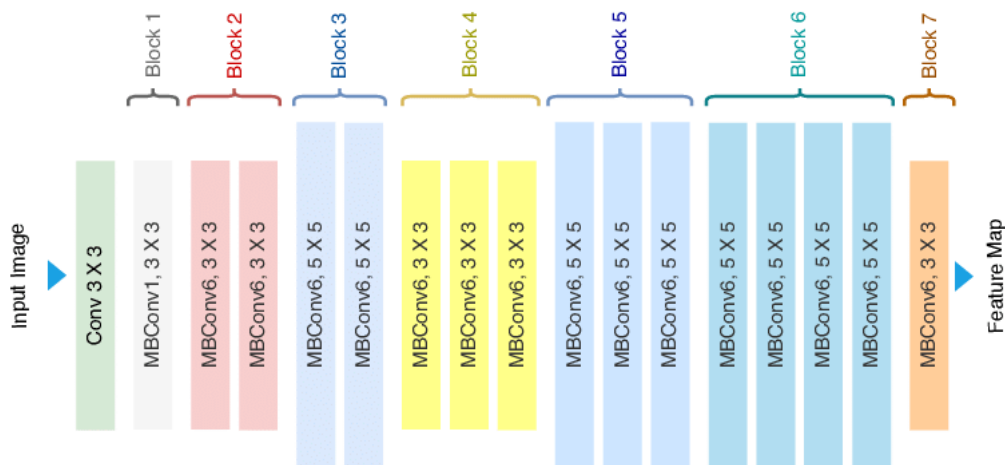 Block 1
Block 2
Block 3
Block 4
Block 5
Block 6
Block 7
Input Image
Conv 3 X 3
MBConv1, 3 X 3
MBConv6, 3 X 3
MBConv6, 3 X 3
MBConv6, 5 X 5
MBConv6, 5 X 5
MBConv6, 3 X 3
MBConv6, 3 X 3
MBConv6, 3 X 3
MBConv6, 5 X 5
MBConv6, 5 X 5
MBConv6, 5 X 5
MBConv6, 5 X 5
MBConv6, 5 X 5
MBConv6, 5 X 5
MBConv6, 5 X 5
MBConv6, 3 X 3
Feature Map